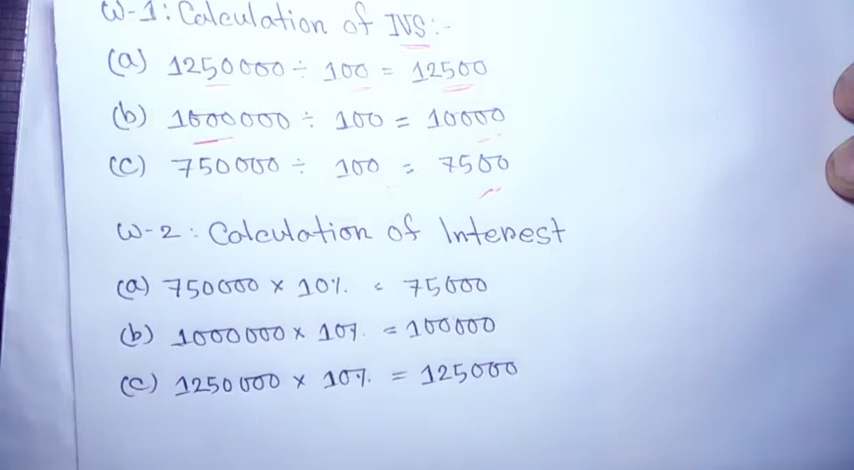 W-1: Calculation of IVS:-
(a) 1250000 ÷ 100 = 12500
(b) 1000000 ÷ 100 = 10000
(c) 750000 ÷ 100 = 7500
W-2: Calculation of Interest
(a) 750000 × 10% = 75000
(b) 1000000 × 10% = 100000
(c) 1250000 × 10% = 125000